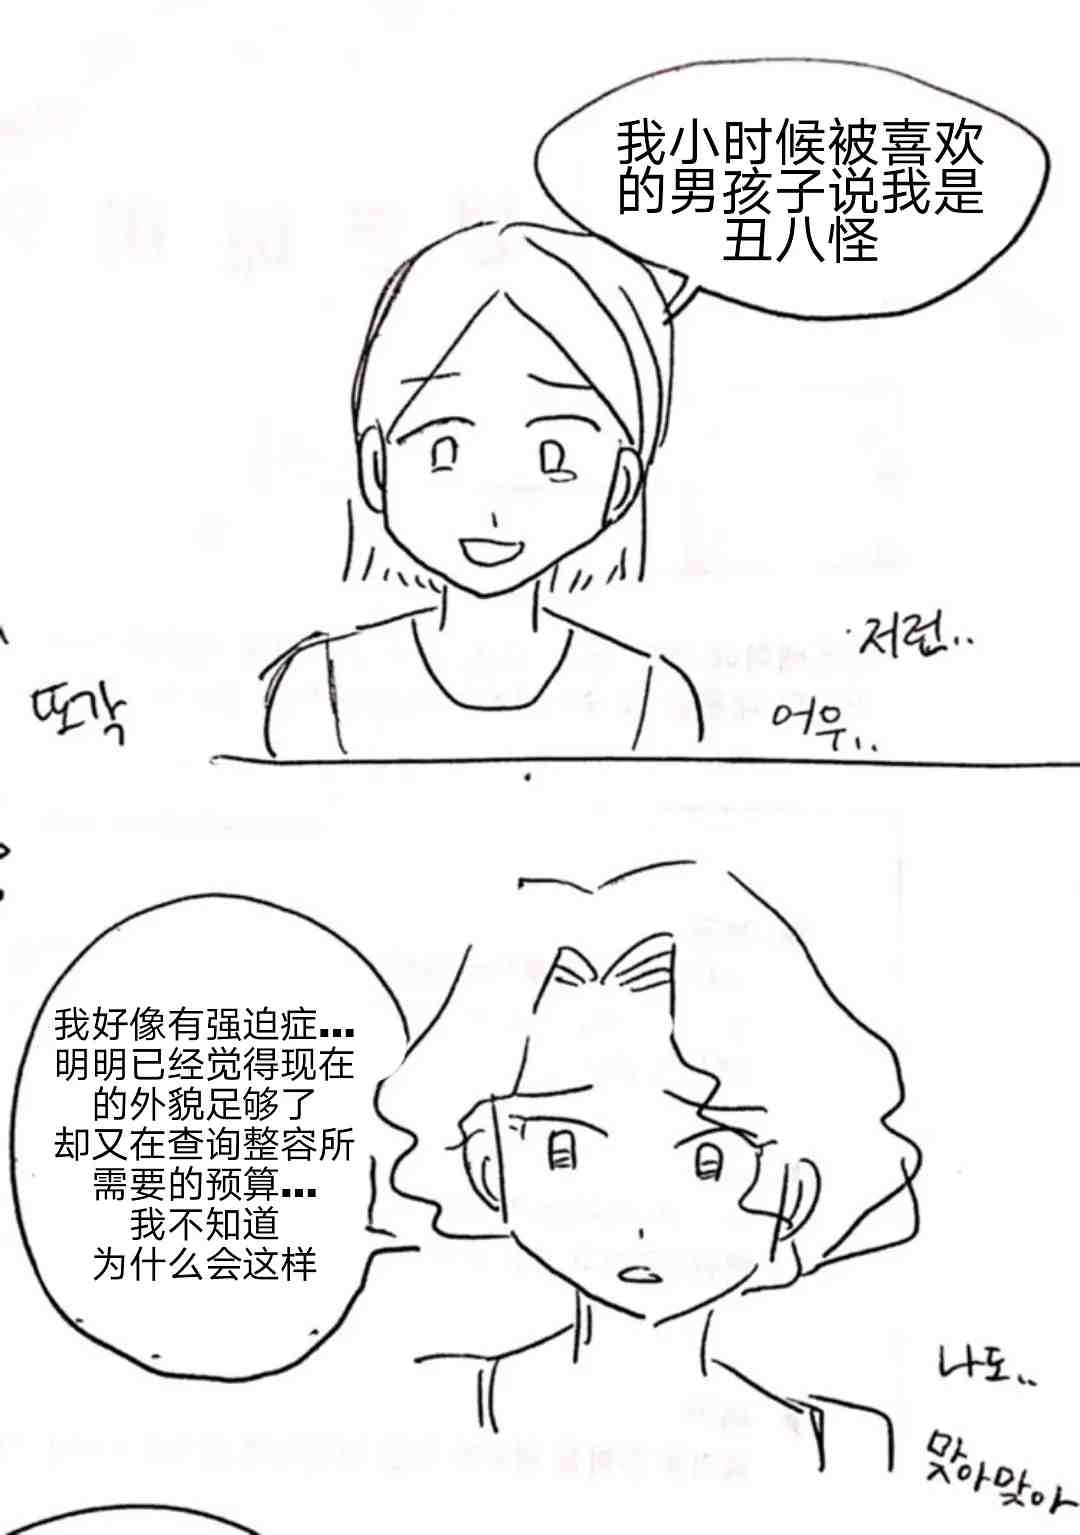 我小时候被喜欢
的男孩子说我是
丑八怪
저런..
또각
어우..
我好像有强迫症...
明明已经觉得现在
的外貌足够了
却又在查询整容所
需要的预算...
我不知道
为什么会这样
나도..
맞아맞아